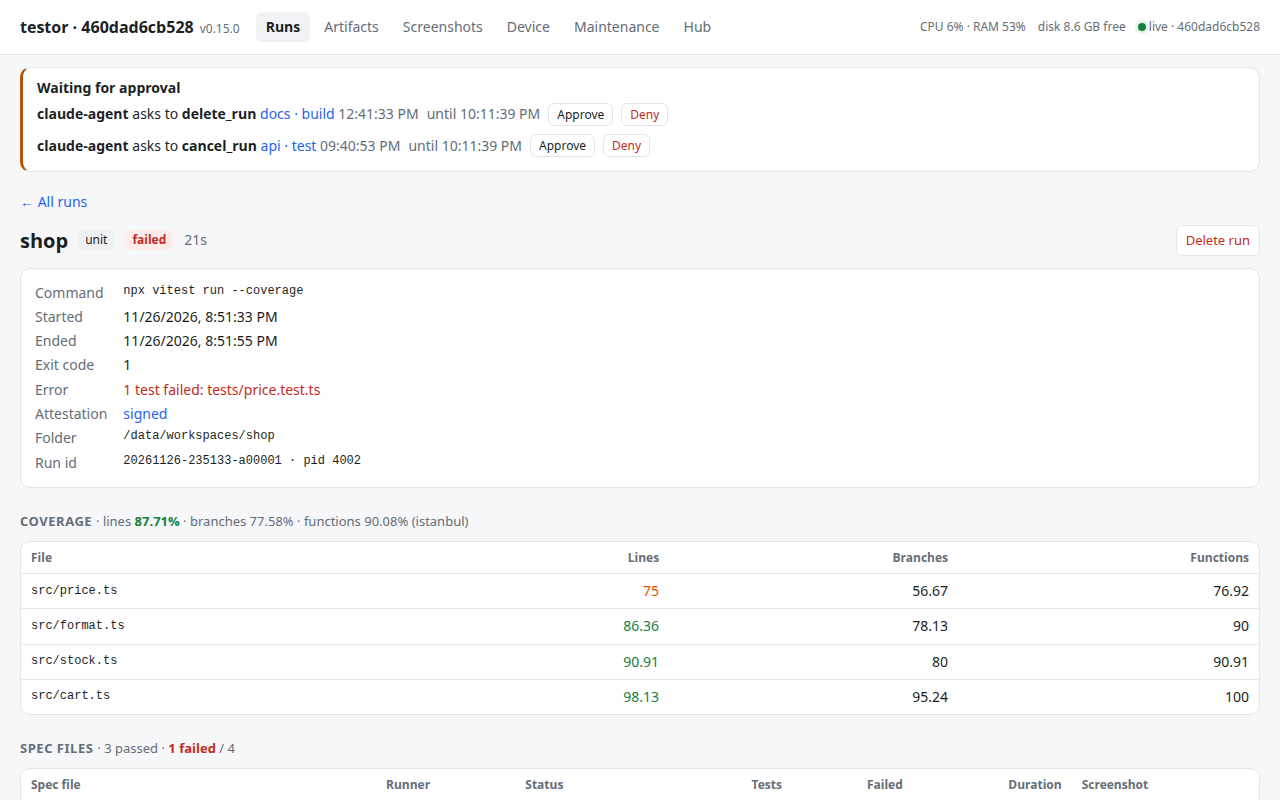 testor · 460dad6cb528 v0.15.0 Runs Artifacts Screenshots Device Maintenance Hub CPU 6% · RAM 53% disk 8.6 GB free live · 460dad6cb528
Waiting for approval
claude-agent asks to delete_run docs · build 12:41:33 PM until 10:11:39 PM Approve Deny
claude-agent asks to cancel_run api · test 09:40:53 PM until 10:11:39 PM Approve Deny
← All runs
shop unit failed 21s Delete run
Command npx vitest run --coverage
Started 11/26/2026, 8:51:33 PM
Ended 11/26/2026, 8:51:55 PM
Exit code 1
Error 1 test failed: tests/price.test.ts
Attestation signed
Folder /data/workspaces/shop
Run id 20261126-235133-a00001 · pid 4002
COVERAGE · lines 87.71% · branches 77.58% · functions 90.08% (istanbul)
File Lines Branches Functions
src/price.ts 75 56.67 76.92
src/format.ts 86.36 78.13 90
src/stock.ts 90.91 80 90.91
src/cart.ts 98.13 95.24 100
SPEC FILES · 3 passed · 1 failed / 4
Spec file Runner Status Tests Failed Duration Screenshot